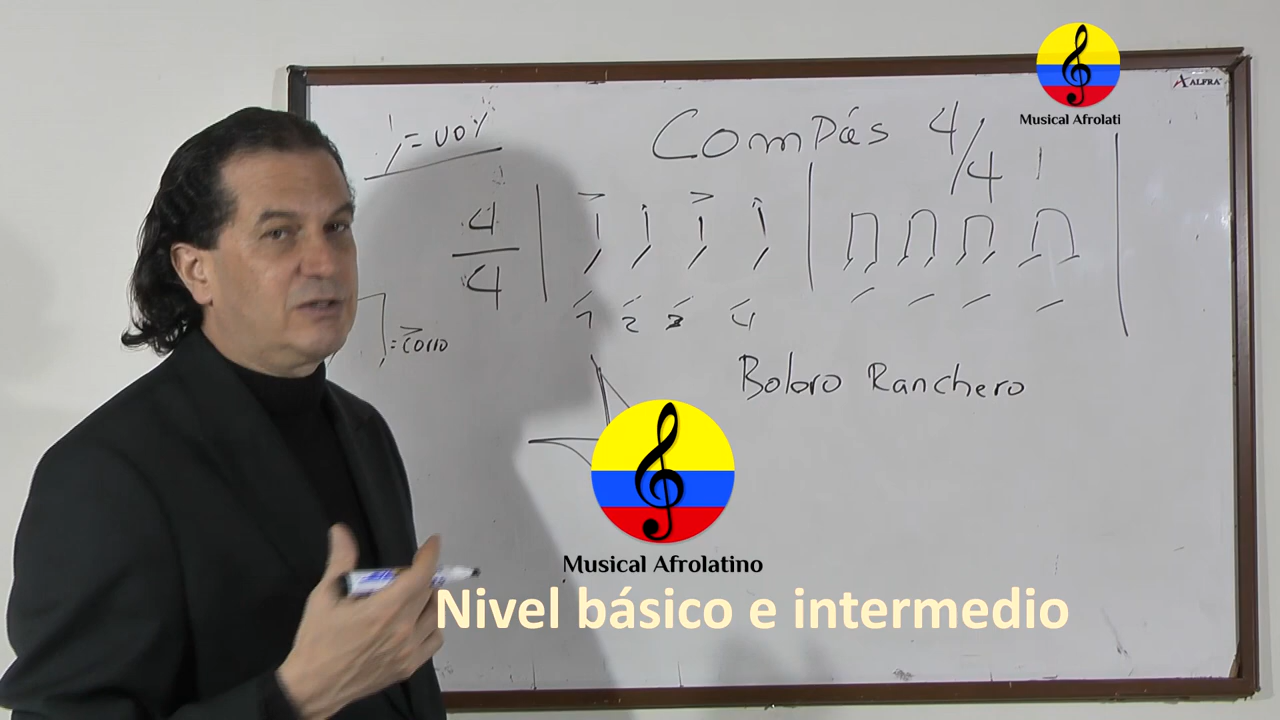 Musical Afrolati
ALFRA
Compás 4/4
= voy
4
4
1 2 3 4
= corro
Bolero Ranchero
Musical Afrolatino
Nivel básico e intermedio